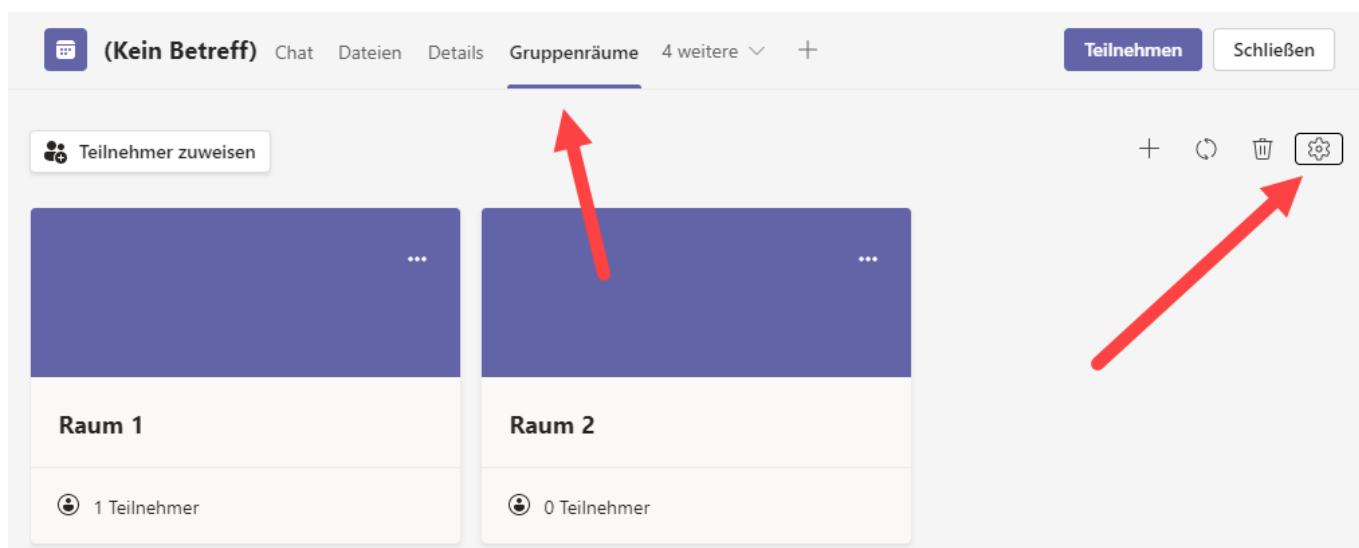 (Kein Betreff) Chat Dateien Details Gruppenräume 4 weitere Teilnehmen Schließen
Teilnehmer zuweisen
Raum 1 Raum 2
1 Teilnehmer 0 Teilnehmer